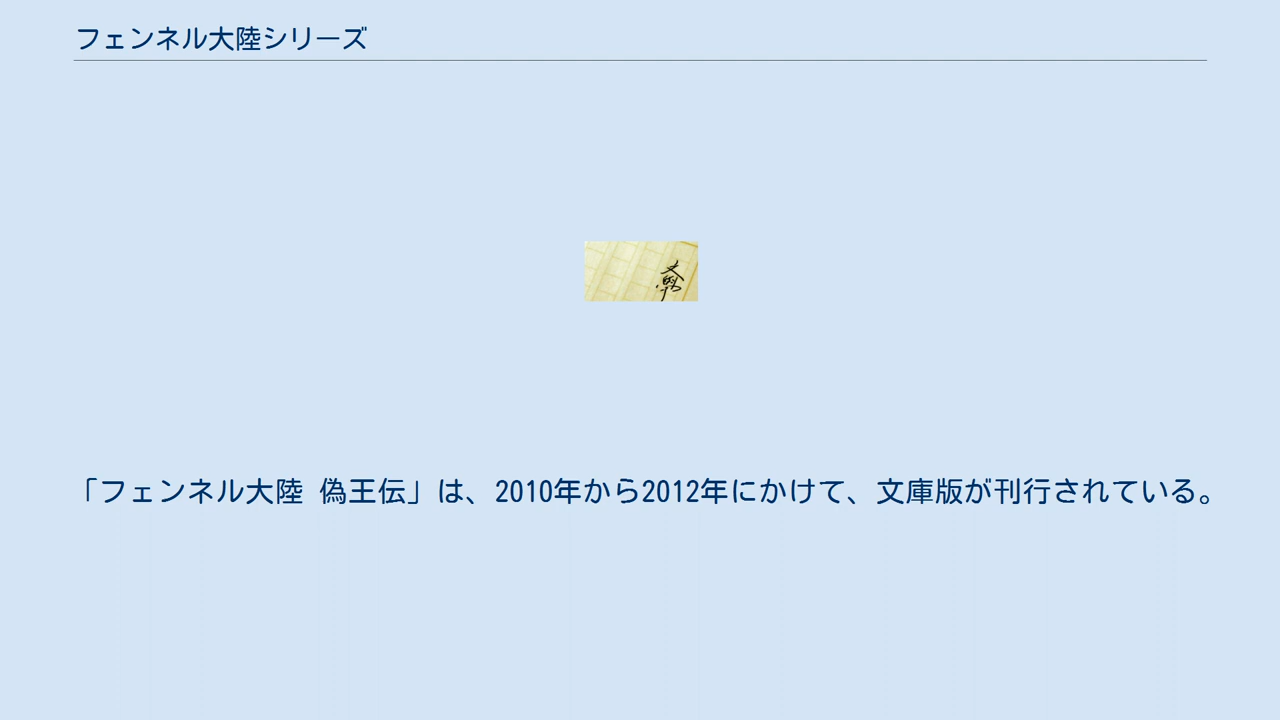 フェンネル大陸シリーズ
「フェンネル大陸 偽王伝」は、2010年から2012年にかけて、文庫版が刊行されている。